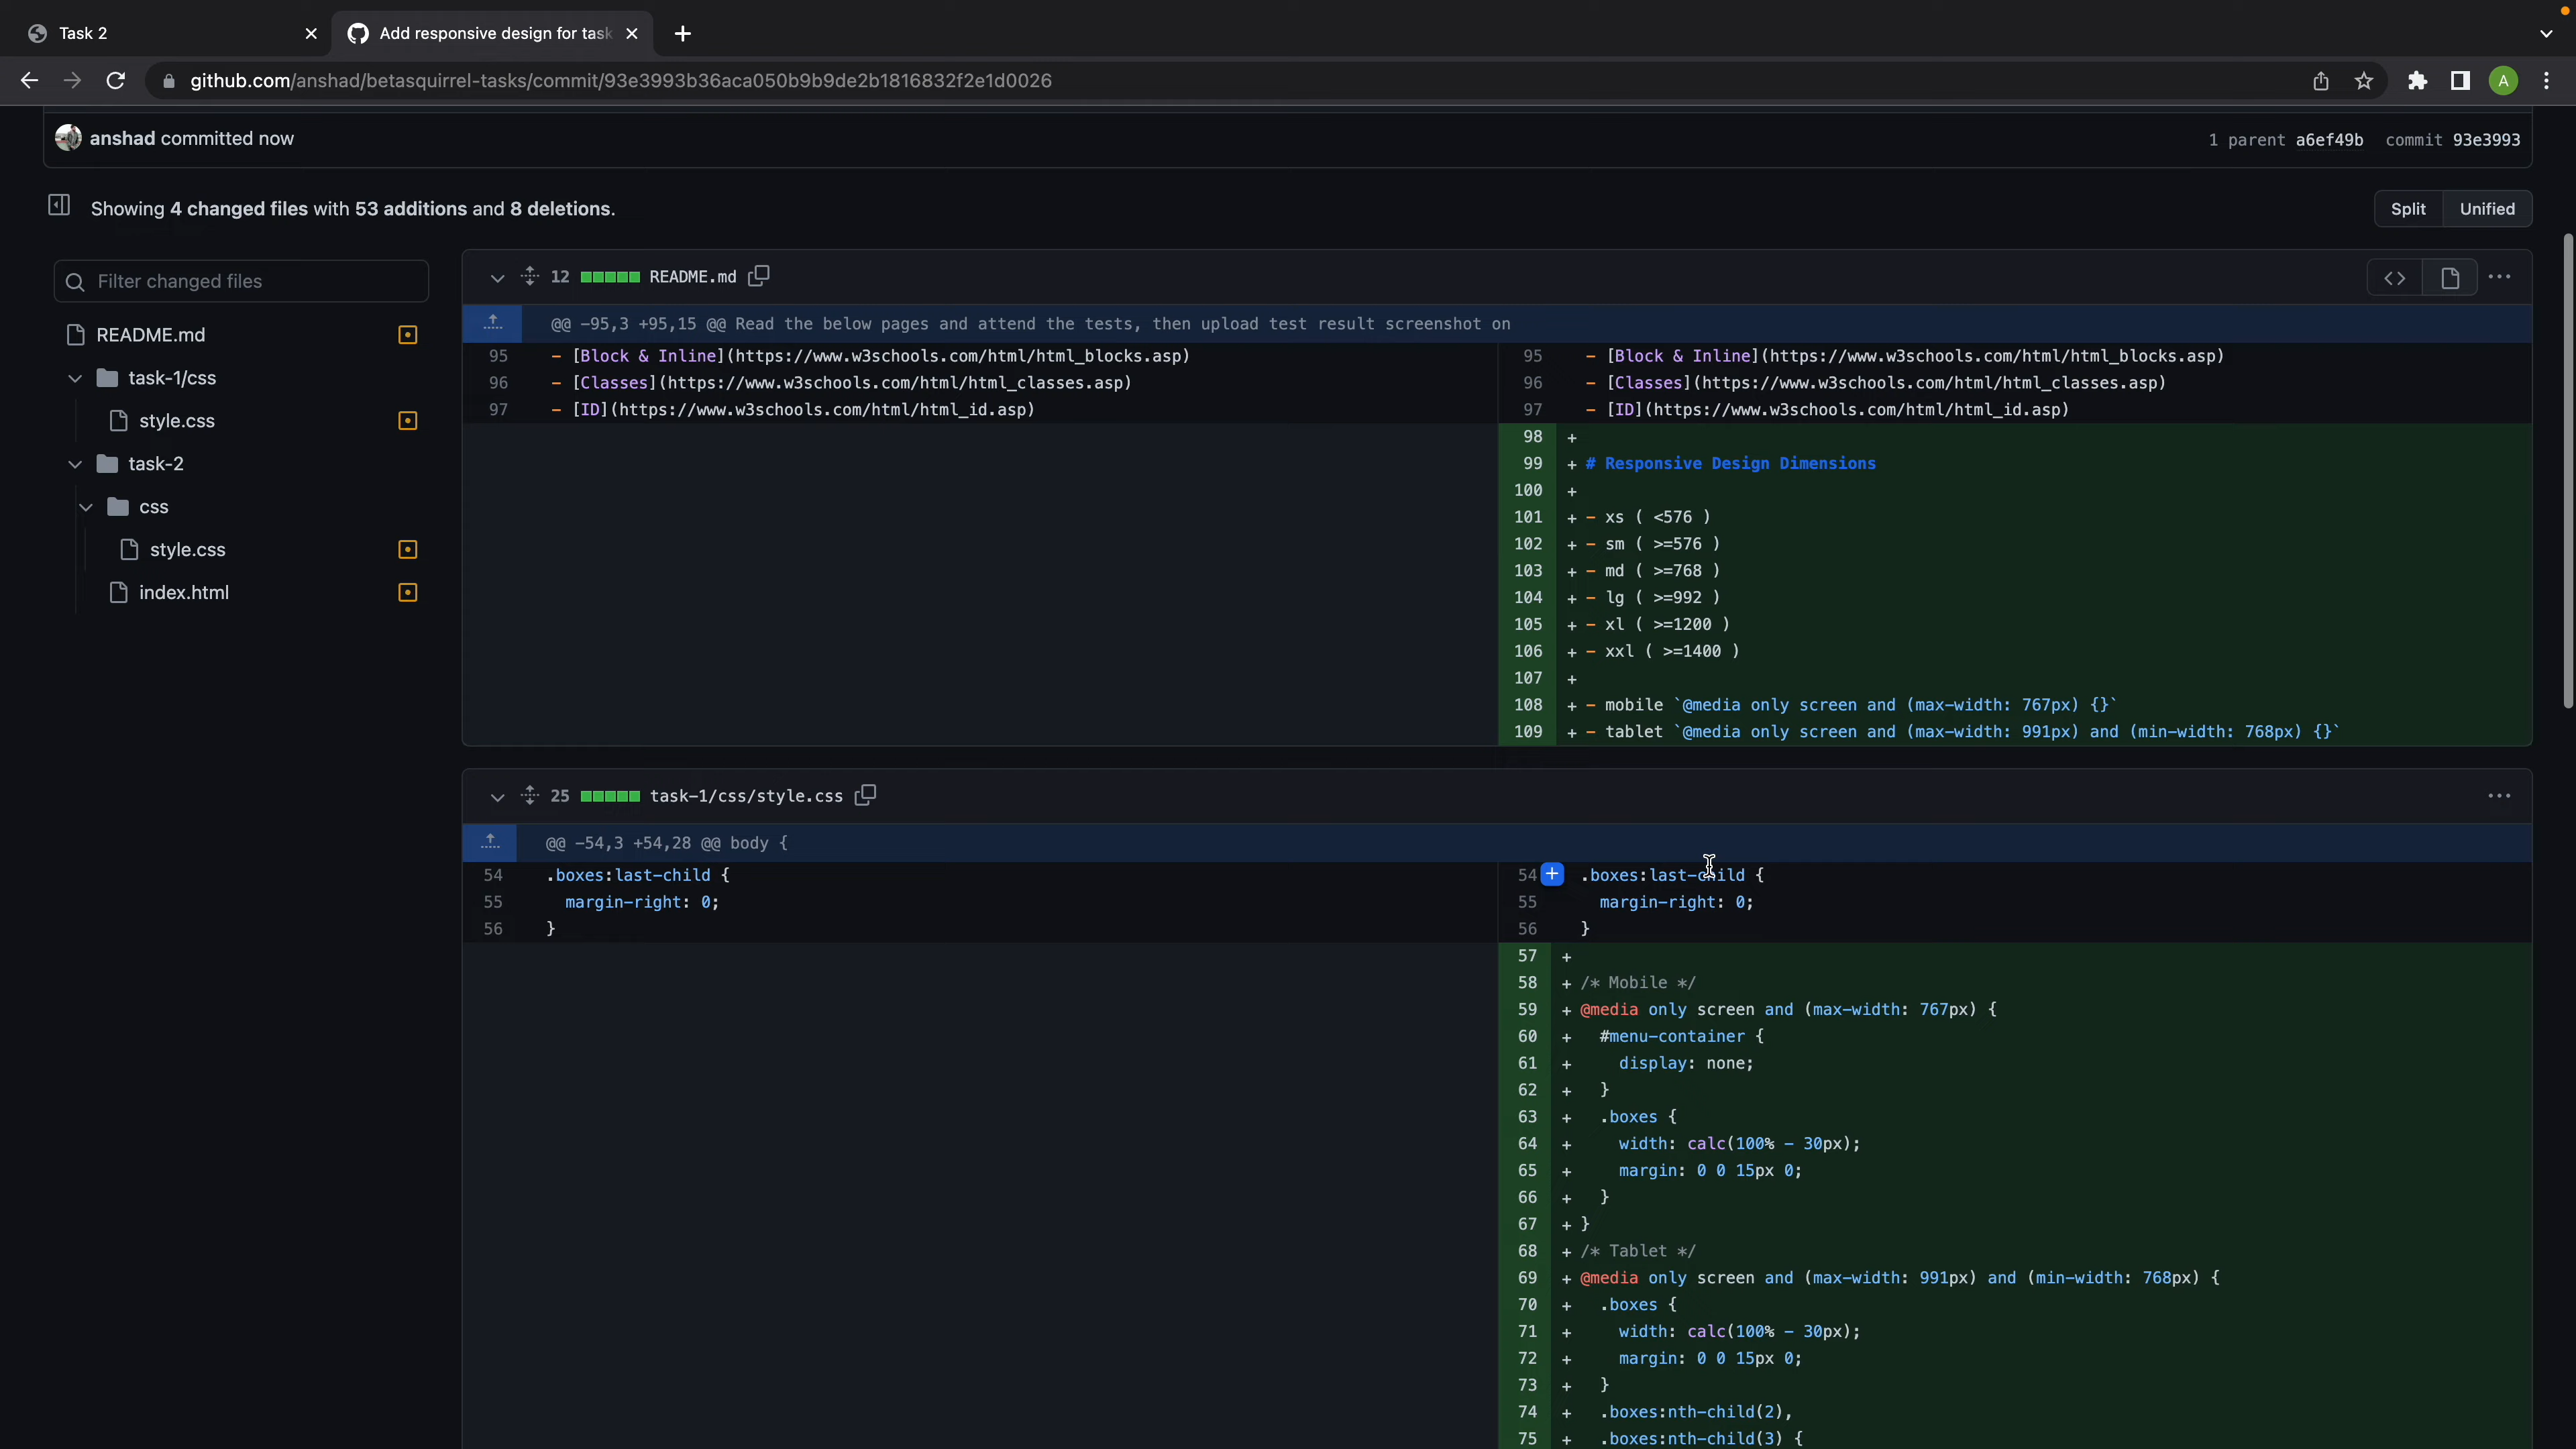 Task 2
Add responsive design for task
github.com/anshad/betasquirrel-tasks/commit/93e3993b36aca050b9b9de2b1816832f2e1d0026
A
anshad committed now
1 parent a6ef49b commit 93e3993
Showing 4 changed files with 53 additions and 8 deletions.
Split Unified
Filter changed files
README.md
task-1/css
style.css
task-2
css
style.css
index.html
12 README.md
@@ -95,3 +95,15 @@ Read the below pages and attend the tests, then upload test result screenshot on
95 - [Block & Inline](https://www.w3schools.com/html/html_blocks.asp) 95 - [Block & Inline](https://www.w3schools.com/html/html_blocks.asp)
96 - [Classes](https://www.w3schools.com/html/html_classes.asp) 96 - [Classes](https://www.w3schools.com/html/html_classes.asp)
97 - [ID](https://www.w3schools.com/html/html_id.asp) 97 - [ID](https://www.w3schools.com/html/html_id.asp)
98 +
99 + # Responsive Design Dimensions
100 +
101 + - xs ( <576 )
102 + - sm ( >=576 )
103 + - md ( >=768 )
104 + - lg ( >=992 )
105 + - xl ( >=1200 )
106 + - xxl ( >=1400 )
107 +
108 + - mobile `@media only screen and (max-width: 767px) {}`
109 + - tablet `@media only screen and (max-width: 991px) and (min-width: 768px) {}`
25 task-1/css/style.css
@@ -54,3 +54,28 @@ body {
54 .boxes:last-child { 54 + .boxes:last-child {
55 margin-right: 0; 55 margin-right: 0;
56 } 56 }
57 +
58 + /* Mobile */
59 + @media only screen and (max-width: 767px) {
60 + #menu-container {
61 + display: none;
62 + }
63 + .boxes {
64 + width: calc(100% - 30px);
65 + margin: 0 0 15px 0;
66 + }
67 + }
68 + /* Tablet */
69 + @media only screen and (max-width: 991px) and (min-width: 768px) {
70 + .boxes {
71 + width: calc(100% - 30px);
72 + margin: 0 0 15px 0;
73 + }
74 + .boxes:nth-child(2),
75 + .boxes:nth-child(3) {